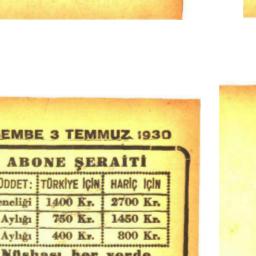 EMBE 3 TEMMUZ 1930
ABONE ŞERAİTİ
ÜDDET: TÜRKİYE İÇİN HARİÇ İÇİN
eneliği 1400 Kr. 2700 Kr.
Aylığı 750 Kr. 1450 Kr.
Aylığı 400 Kr. 800 Kr.
Nüshası her yerde